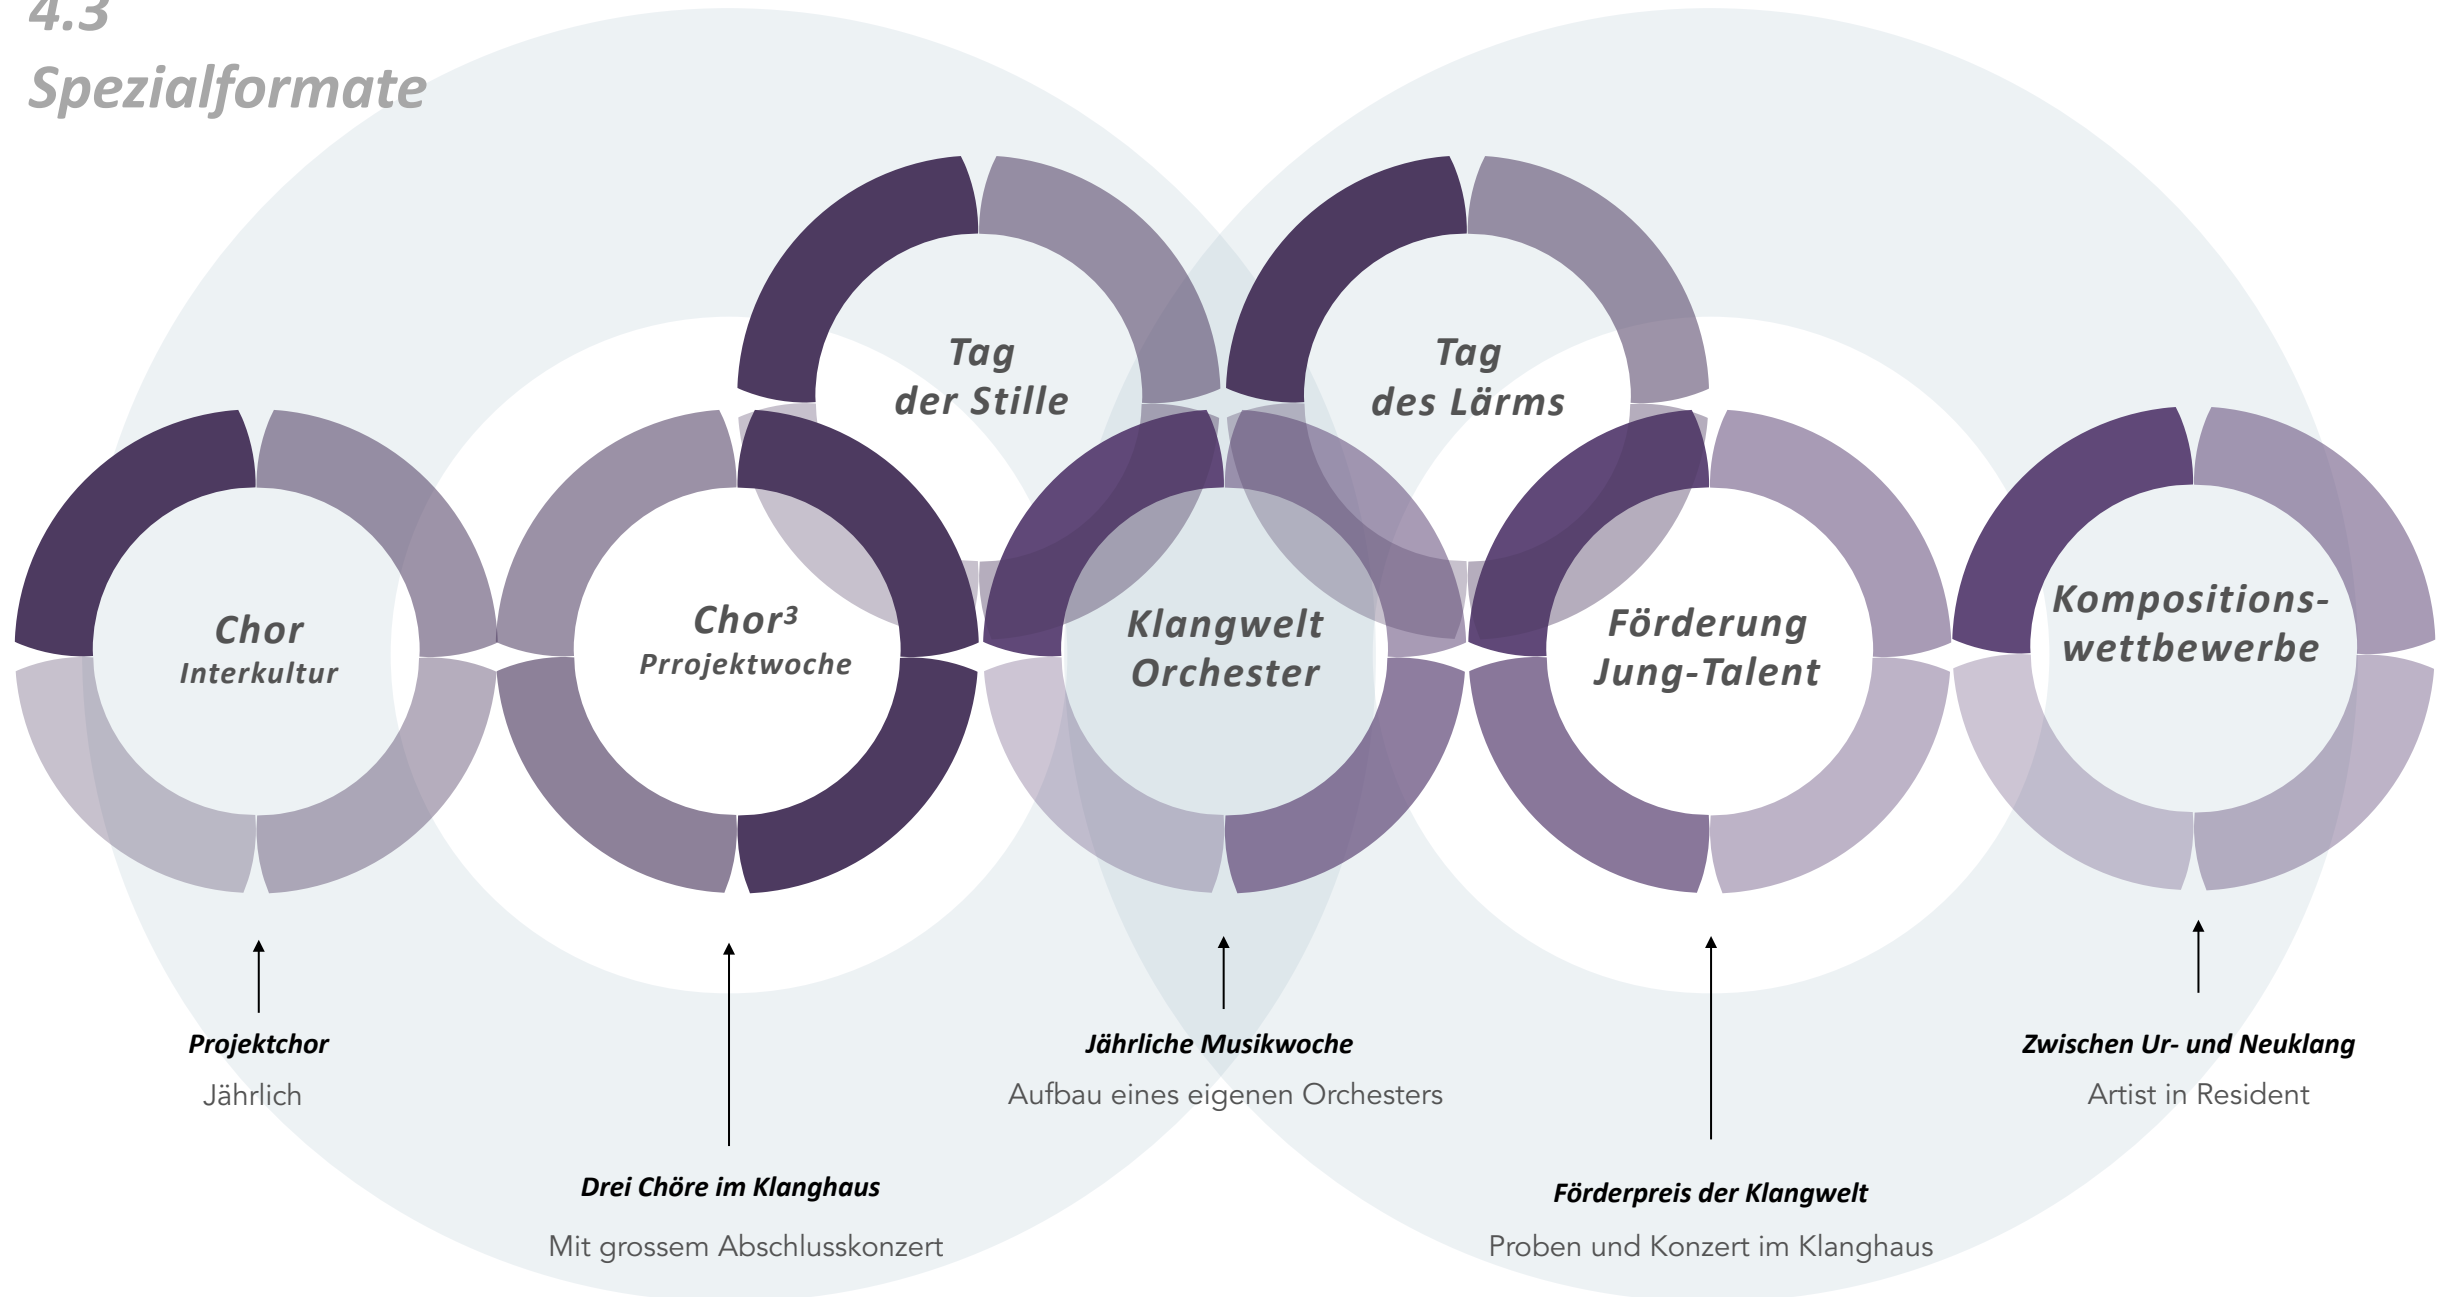 4.3
Spezialformate
Tag
der Stille
Tag
des Lärms
Chor
Interkultur
Chor³
Prrojektwoche
Klangwelt
Orchester
Förderung
Jung-Talent
Kompositions-
wettbewerbe
Projektchor
Jährlich
Drei Chöre im Klanghaus
Mit grossem Abschlusskonzert
Jährliche Musikwoche
Aufbau eines eigenen Orchesters
Förderpreis der Klangwelt
Proben und Konzert im Klanghaus
Zwischen Ur- und Neuklang
Artist in Resident